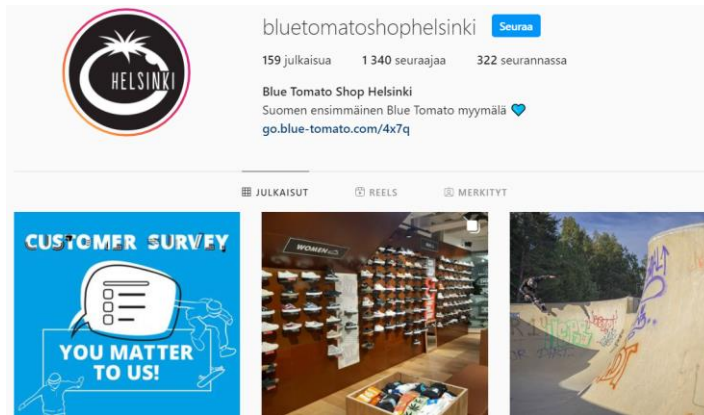 HELSINKI
bluetomatoshophelsinki Seuraa
159 julkaisua 1 340 seuraajaa 322 seurannassa
Blue Tomato Shop Helsinki
Suomen ensimmäinen Blue Tomato myymälä 💙
go.blue-tomato.com/4x7q
JULKAISUT REELS MERKITYT
CUSTOMER SURVEY
YOU MATTER
TO US!
WOMEN